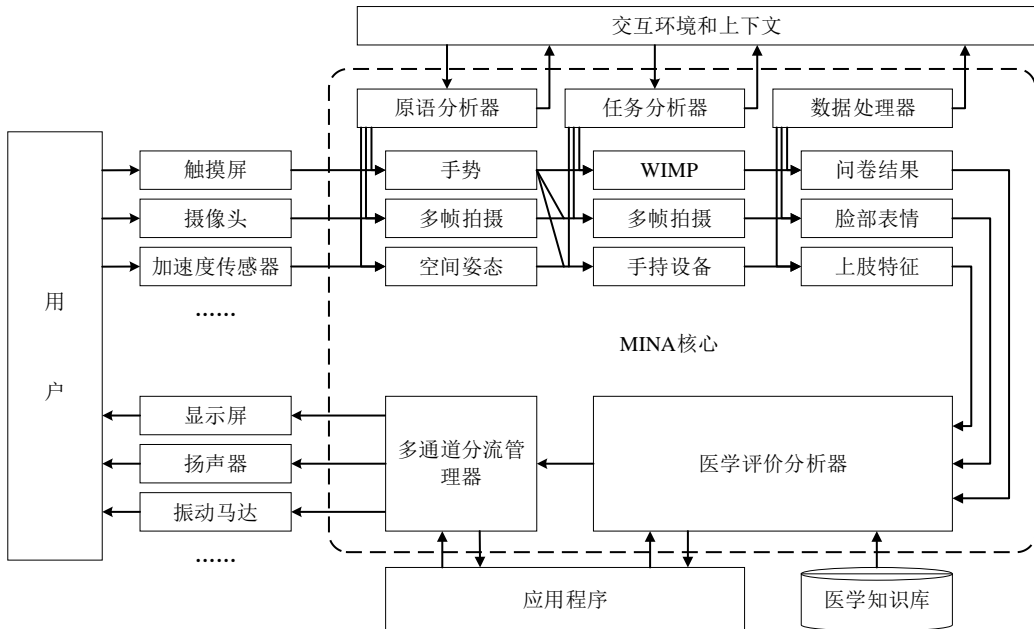 交互环境和上下文
原语分析器
任务分析器
数据处理器
触摸屏
手势
WIMP
问卷结果
摄像头
多帧拍摄
多帧拍摄
脸部表情
加速度传感器
空间姿态
手持设备
上肢特征
……
用
户
MINA核心
显示屏
扬声器
振动马达
……
多通道分流管
理器
医学评价分析器
应用程序
医学知识库